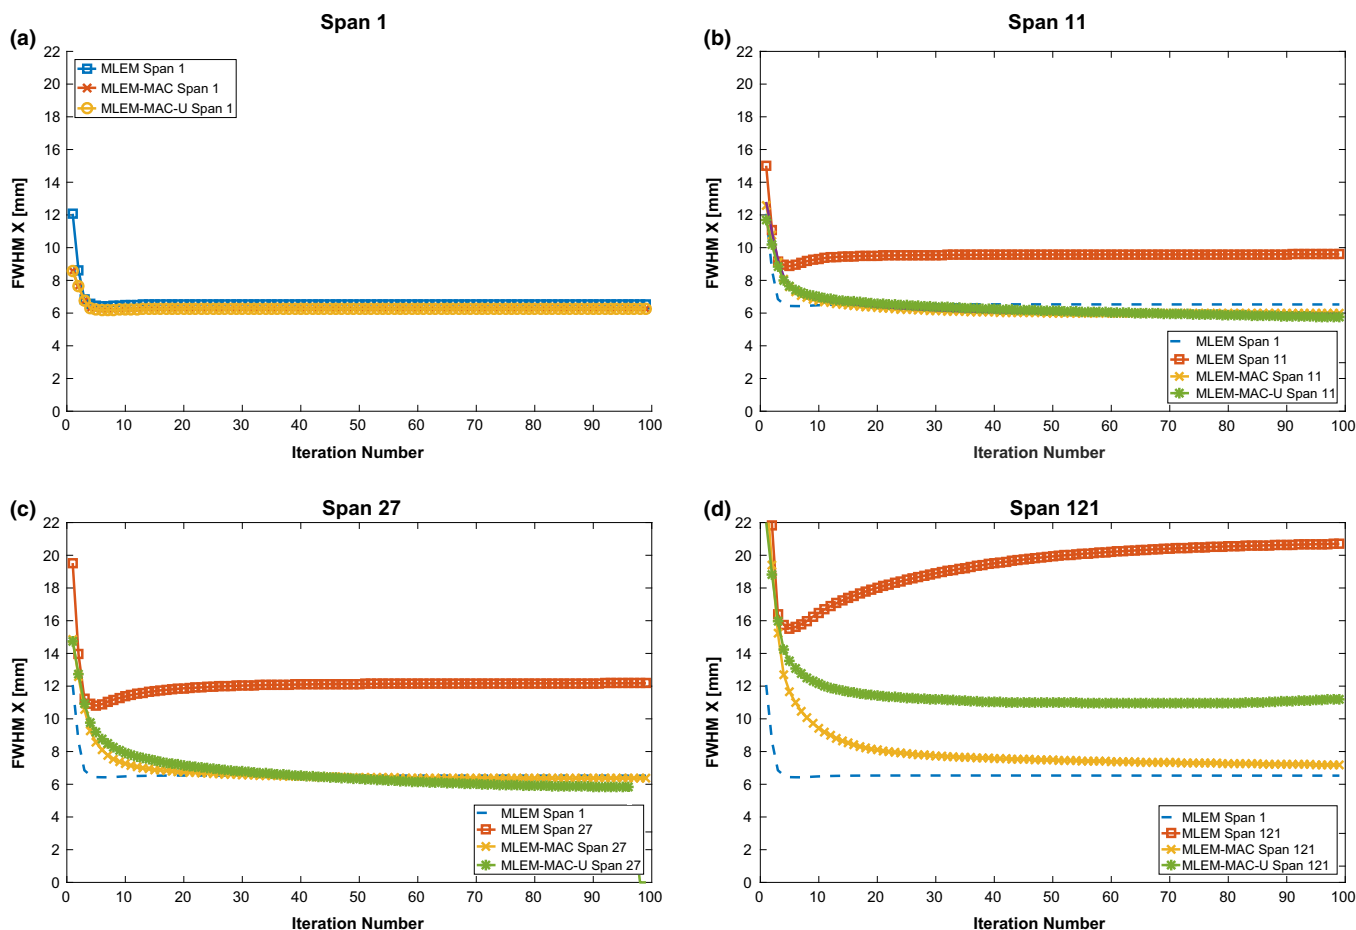 Span 1
(a)
22
20
18
16
14
12
10
8
6
4
2
0
FWHM X [mm]
MLEM Span 1
MLEM-MAC Span 1
MLEM-MAC-U Span 1
0 10 20 30 40 50 60 70 80 90 100
Iteration Number
Span 11
(b)
22
20
18
16
14
12
10
8
6
4
2
0
FWHM X [mm]
MLEM Span 1
MLEM Span 11
MLEM-MAC Span 11
MLEM-MAC-U Span 11
0 10 20 30 40 50 60 70 80 90 100
Iteration Number
Span 27
(c)
22
20
18
16
14
12
10
8
6
4
2
0
FWHM X [mm]
MLEM Span 1
MLEM Span 27
MLEM-MAC Span 27
MLEM-MAC-U Span 27
0 10 20 30 40 50 60 70 80 90 100
Iteration Number
Span 121
(d)
22
20
18
16
14
12
10
8
6
4
2
0
FWHM X [mm]
MLEM Span 1
MLEM Span 121
MLEM-MAC Span 121
MLEM-MAC-U Span 121
0 10 20 30 40 50 60 70 80 90 100
Iteration Number